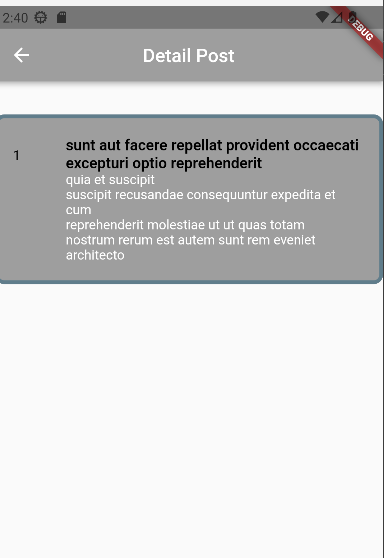 2:40
DEBUG
Detail Post
1
sunt aut facere repellat provident occaecati
excepturi optio reprehenderit
quia et suscipit
suscipit recusandae consequuntur expedita et
cum
reprehenderit molestiae ut ut quas totam
nostrum rerum est autem sunt rem eveniet
architecto